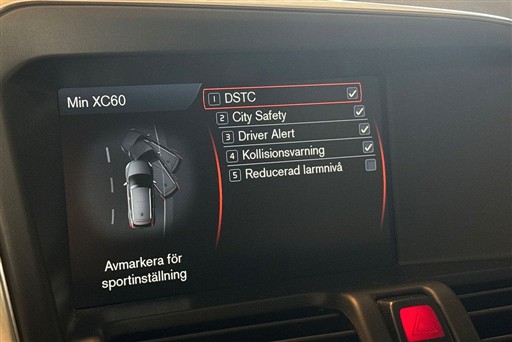 Min XC60
1 DSTC
2 City Safety
3 Driver Alert
4 Kollisionsvarning
5 Reducerad larmnivå
Avmarkera för
sportinställning